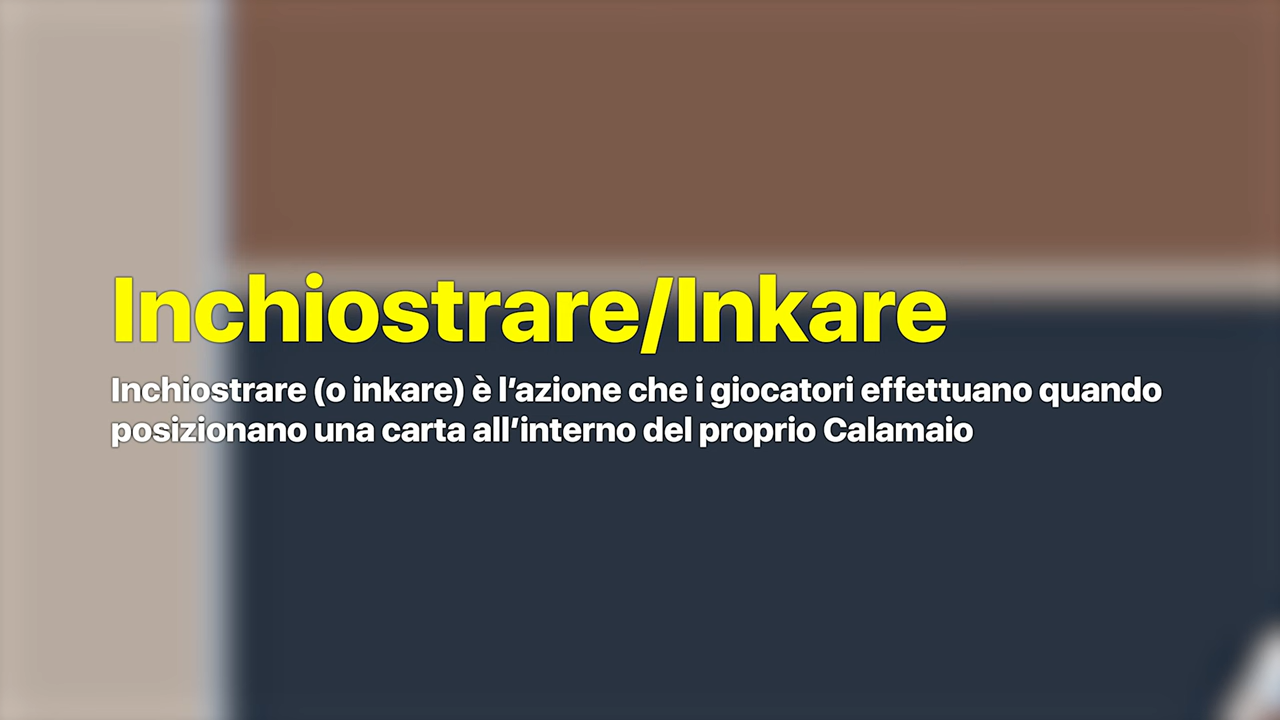 Inchiostrare/Inkare
Inchiostrare (o inkare) è l’azione che i giocatori effettuano quando
posizionano una carta all’interno del proprio Calamaio